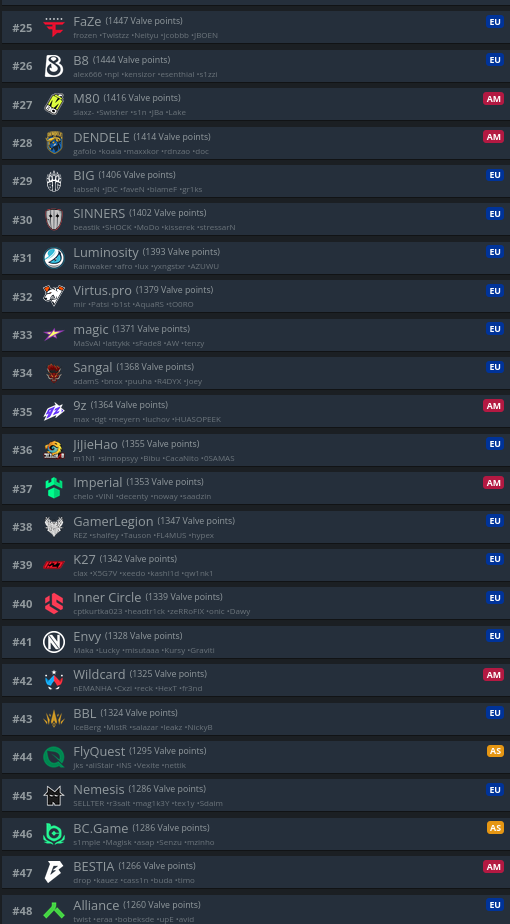 #25 FaZe (1447 Valve points) EU
frozen •Twistzz •Neityu •jcobbb •JBOEN
#26 B8 (1444 Valve points) EU
alex666 •npl •kensizor •esenthial •s1zzi
#27 M80 (1416 Valve points) AM
slaxz- •Swisher •s1n •JBa •Lake
#28 DENDELE (1414 Valve points) AM
gafolo •koala •maxxkor •rdnzao •doc
#29 BIG (1406 Valve points) EU
tabseN •JDC •faveN •blameF •gr1ks
#30 SINNERS (1402 Valve points) EU
beastik •SHOCK •MoDo •kisserek •stressarN
#31 Luminosity (1393 Valve points) EU
Rainwaker •afro •lux •yxngstxr •AZUWU
#32 Virtus.pro (1379 Valve points) EU
mir •Patsi •b1st •AquaRS •tO0RO
#33 magic (1371 Valve points) EU
MaSvAl •lattykk •sFade8 •AW •tenzy
#34 Sangal (1368 Valve points) EU
adamS •bnox •puuha •R4DYX •joey
#35 9z (1364 Valve points) AM
max •dgt •meyern •luchov •HUASOPEEK
#36 JiJieHao (1355 Valve points) EU
m1N1 •sinnopsyy •Bibu •CacaNito •0SAMAS
#37 Imperial (1353 Valve points) AM
chelo •VINI •decenty •noway •saadzin
#38 GamerLegion (1347 Valve points) EU
REZ •shalfey •Tauson •FL4MUS •hypex
#39 K27 (1342 Valve points) EU
clax •X5G7V •xeedo •kashl1d •qw1nk1
#40 Inner Circle (1339 Valve points) EU
cptkurtka023 •headtr1ck •zeRRoFIX •onic •Dawy
#41 Envy (1328 Valve points) EU
Maka •Lucky •misutaaa •Kursy •Graviti
#42 Wildcard (1325 Valve points) AM
nEMANHA •Cxzi •reck •HexT •fr3nd
#43 BBL (1324 Valve points) EU
IceBerg •MistR •salazar •leakz •NickyB
#44 FlyQuest (1295 Valve points) AS
jks •aliStair •INS •Vexite •nettik
#45 Nemesis (1286 Valve points) EU
SELLTER •r3salt •mag1k3Y •tex1y •Sdaim
#46 BC.Game (1286 Valve points) AS
s1mple •Magisk •asap •Senzu •mzinho
#47 BESTIA (1266 Valve points) AM
drop •kauez •cass1n •buda •timo
#48 Alliance (1260 Valve points) EU
twist •eraa •bobeksde •upE •avid